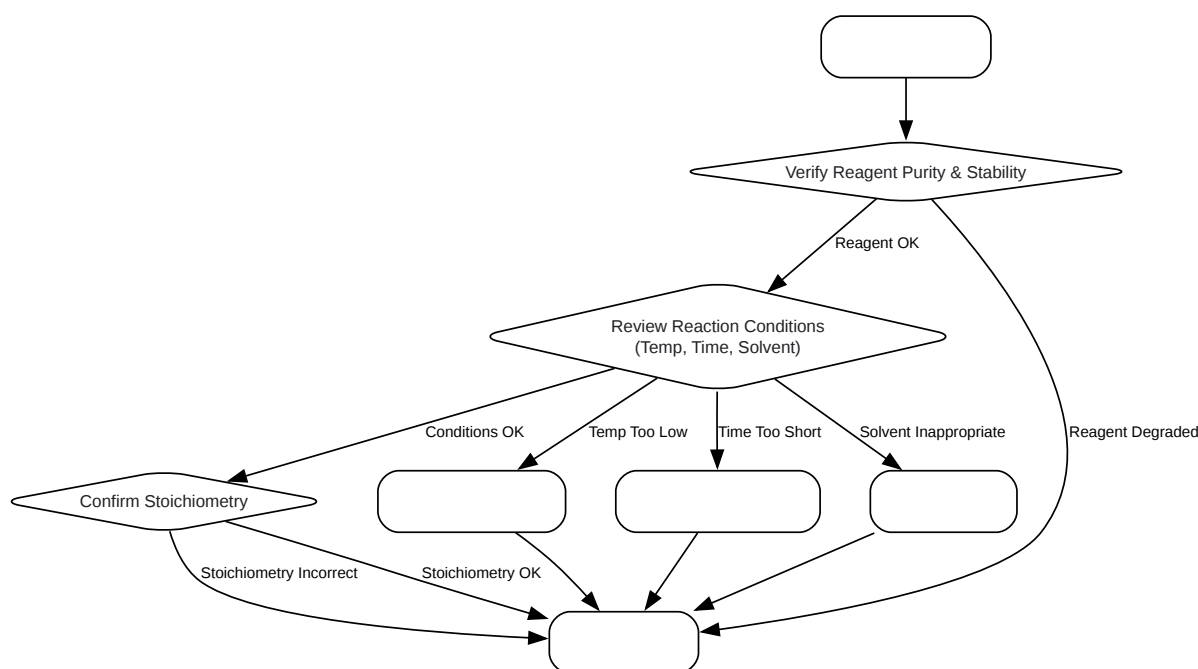 Verify Reagent Purity & Stability
Reagent OK
Review Reaction Conditions
(Temp, Time, Solvent)
Conditions OK
Temp Too Low
Time Too Short
Solvent Inappropriate
Reagent Degraded
Confirm Stoichiometry
Stoichiometry Incorrect
Stoichiometry OK